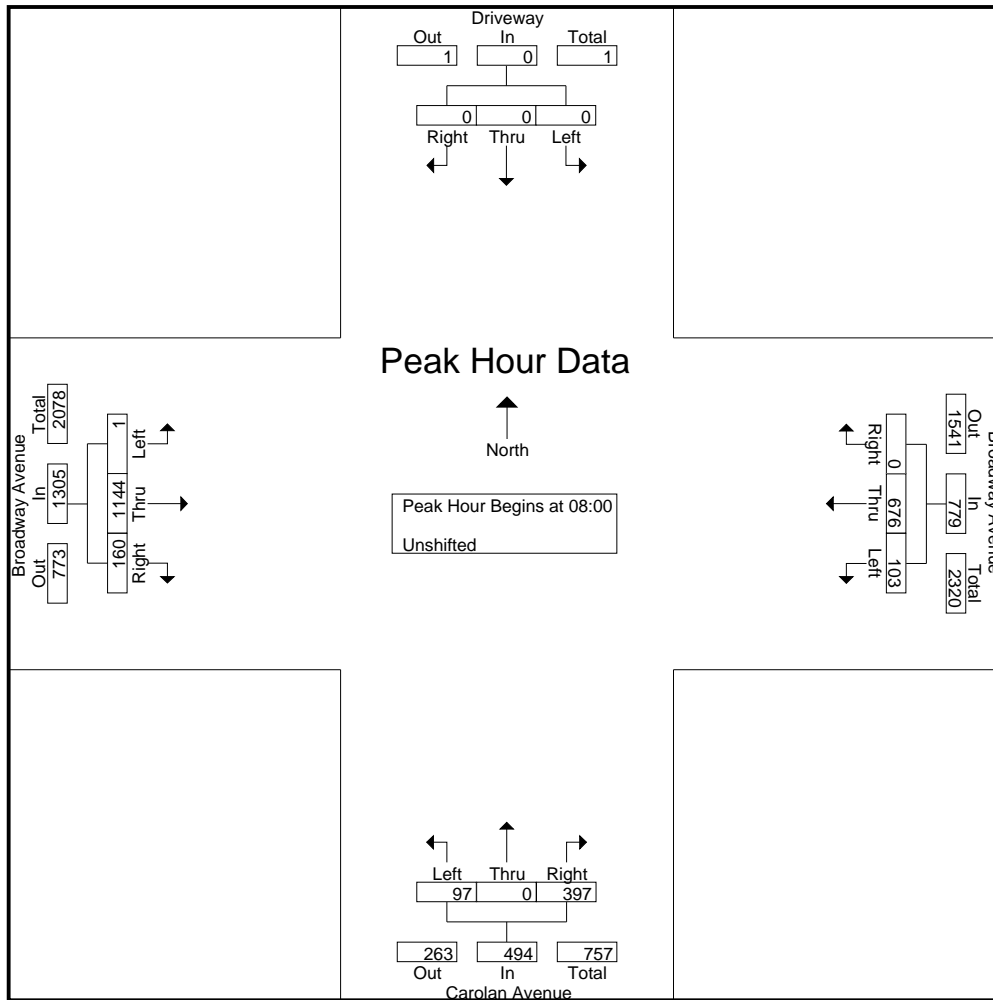 Driveway
Out In Total
1 0 1
0 0 0
Right Thru Left
Peak Hour Data
North
Peak Hour Begins at 08:00
Unshifted
Broadway Avenue
Out In Total
773 1305 2078
1 1144 160
Left Thru Right
Broadway Avenue
Out In Total
1541 779 2320
0 676 103
Right Thru Left
Left Thru Right
97 0 397
263 494 757
Out In Total
Carolan Avenue